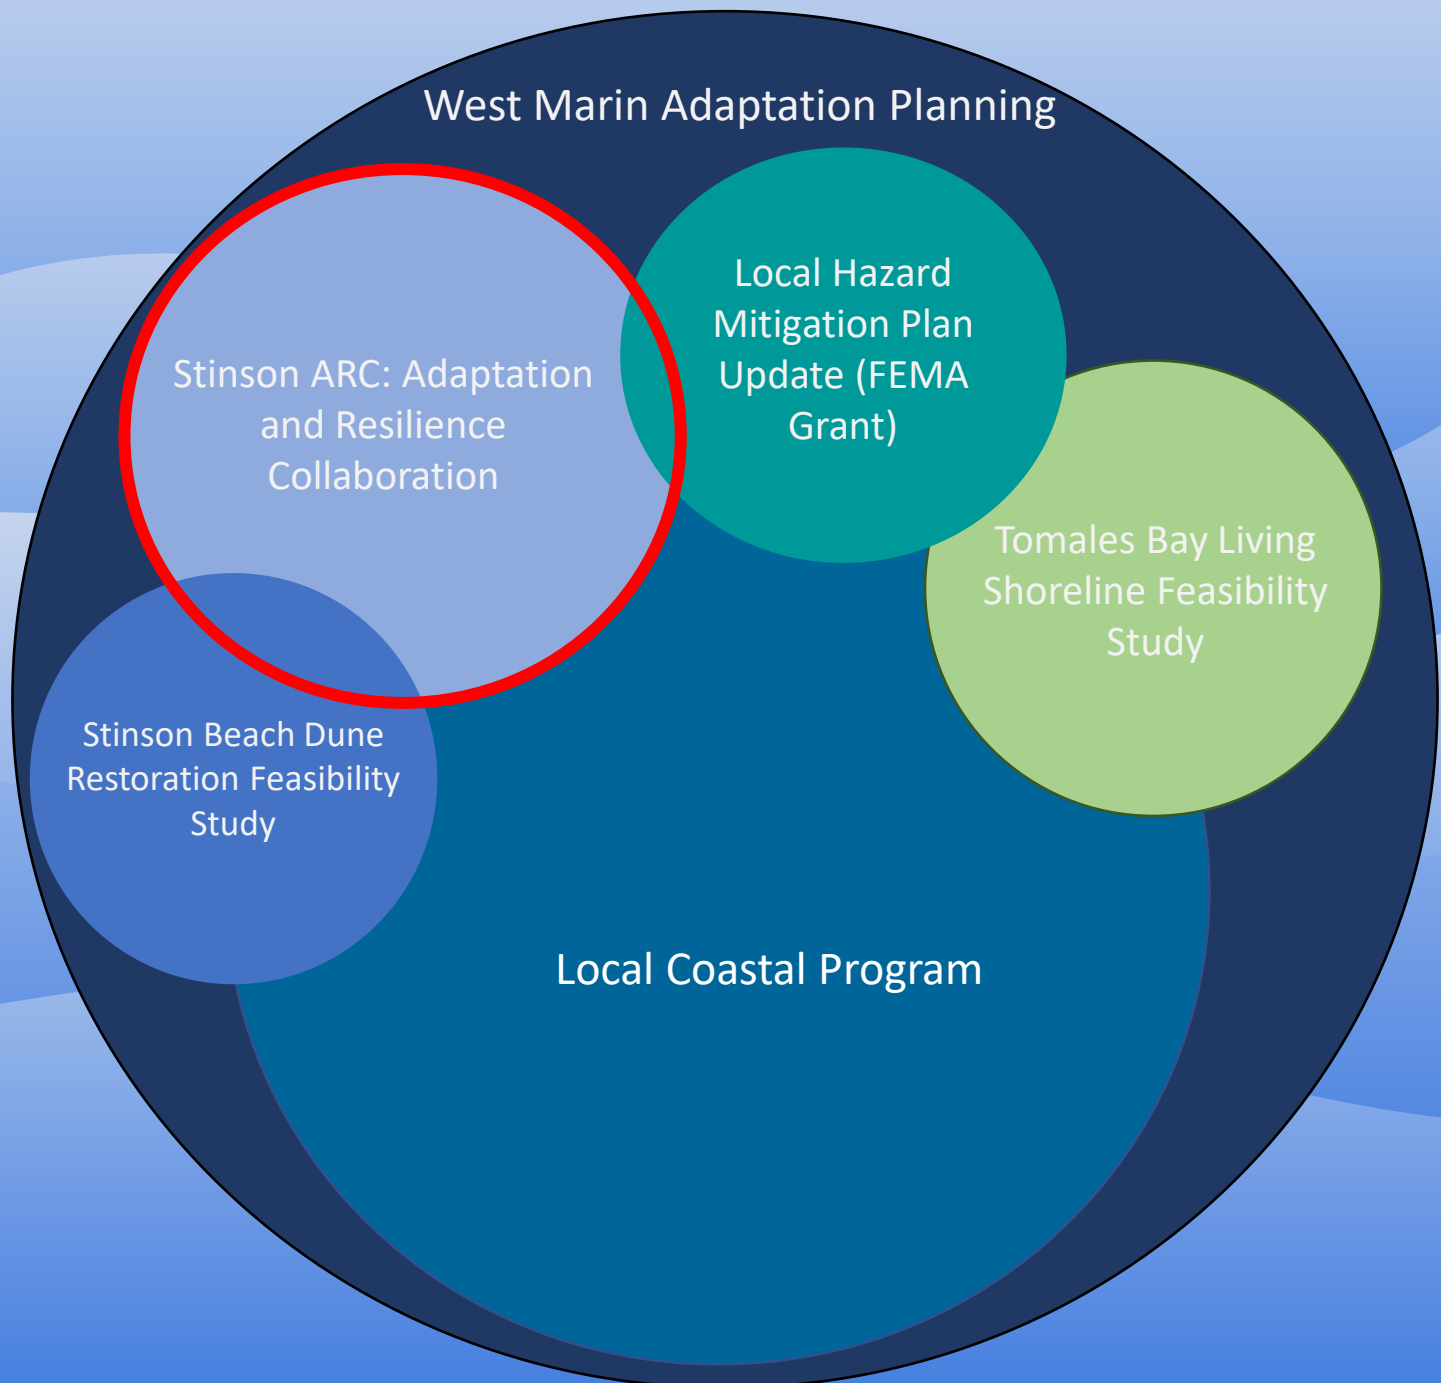 West Marin Adaptation Planning
Local Hazard
Mitigation Plan
Update (FEMA
Grant)
Stinson ARC: Adaptation
and Resilience
Collaboration
Tomales Bay Living
Shoreline Feasibility
Study
Stinson Beach Dune
Restoration Feasibility
Study
Local Coastal Program